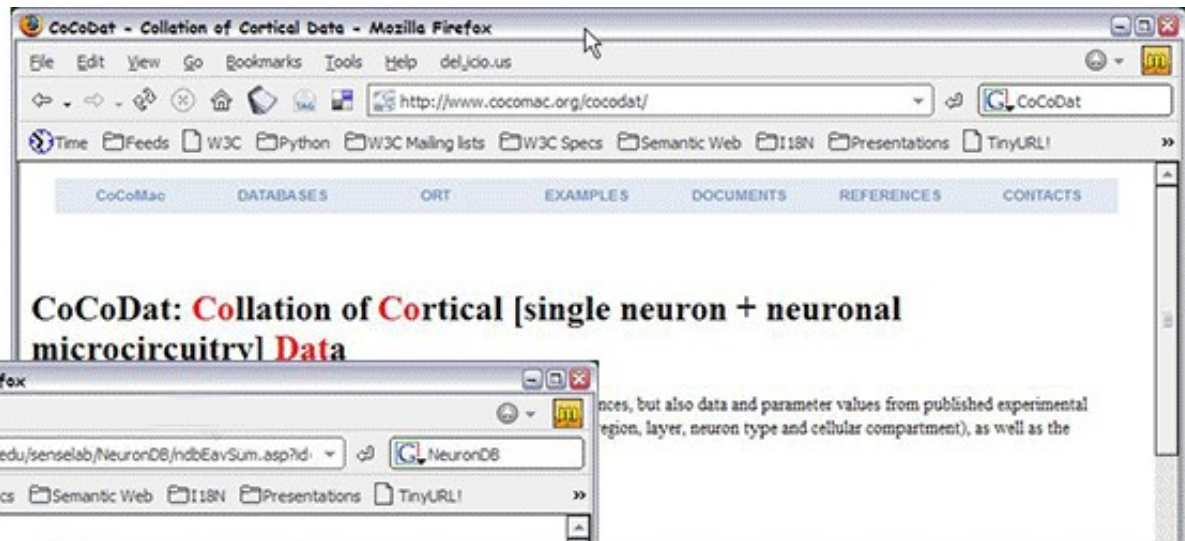 CoCoDat - Collation of Cortical Data - Mozilla Firefox
File Edit View Go Bookmarks Tools Help del.icio.us
http://www.cocomac.org/cocodat/ CoCoDat
Time Feeds W3C Python W3C Mailing lists W3C Specs Semantic Web I18N Presentations TinyURL! »
CoCoMac DATABASES ORT EXAMPLES DOCUMENTS REFERENCES CONTACTS
CoCoDat: Collation of Cortical [single neuron + neuronal
microcircuitry] Data
nces, but also data and parameter values from published experimental
region, layer, neuron type and cellular compartment), as well as the
fox
edu/senselab/NeuronDB/ndbEavSum.asp?id NeuronDB
cs Semantic Web I18N Presentations TinyURL! »